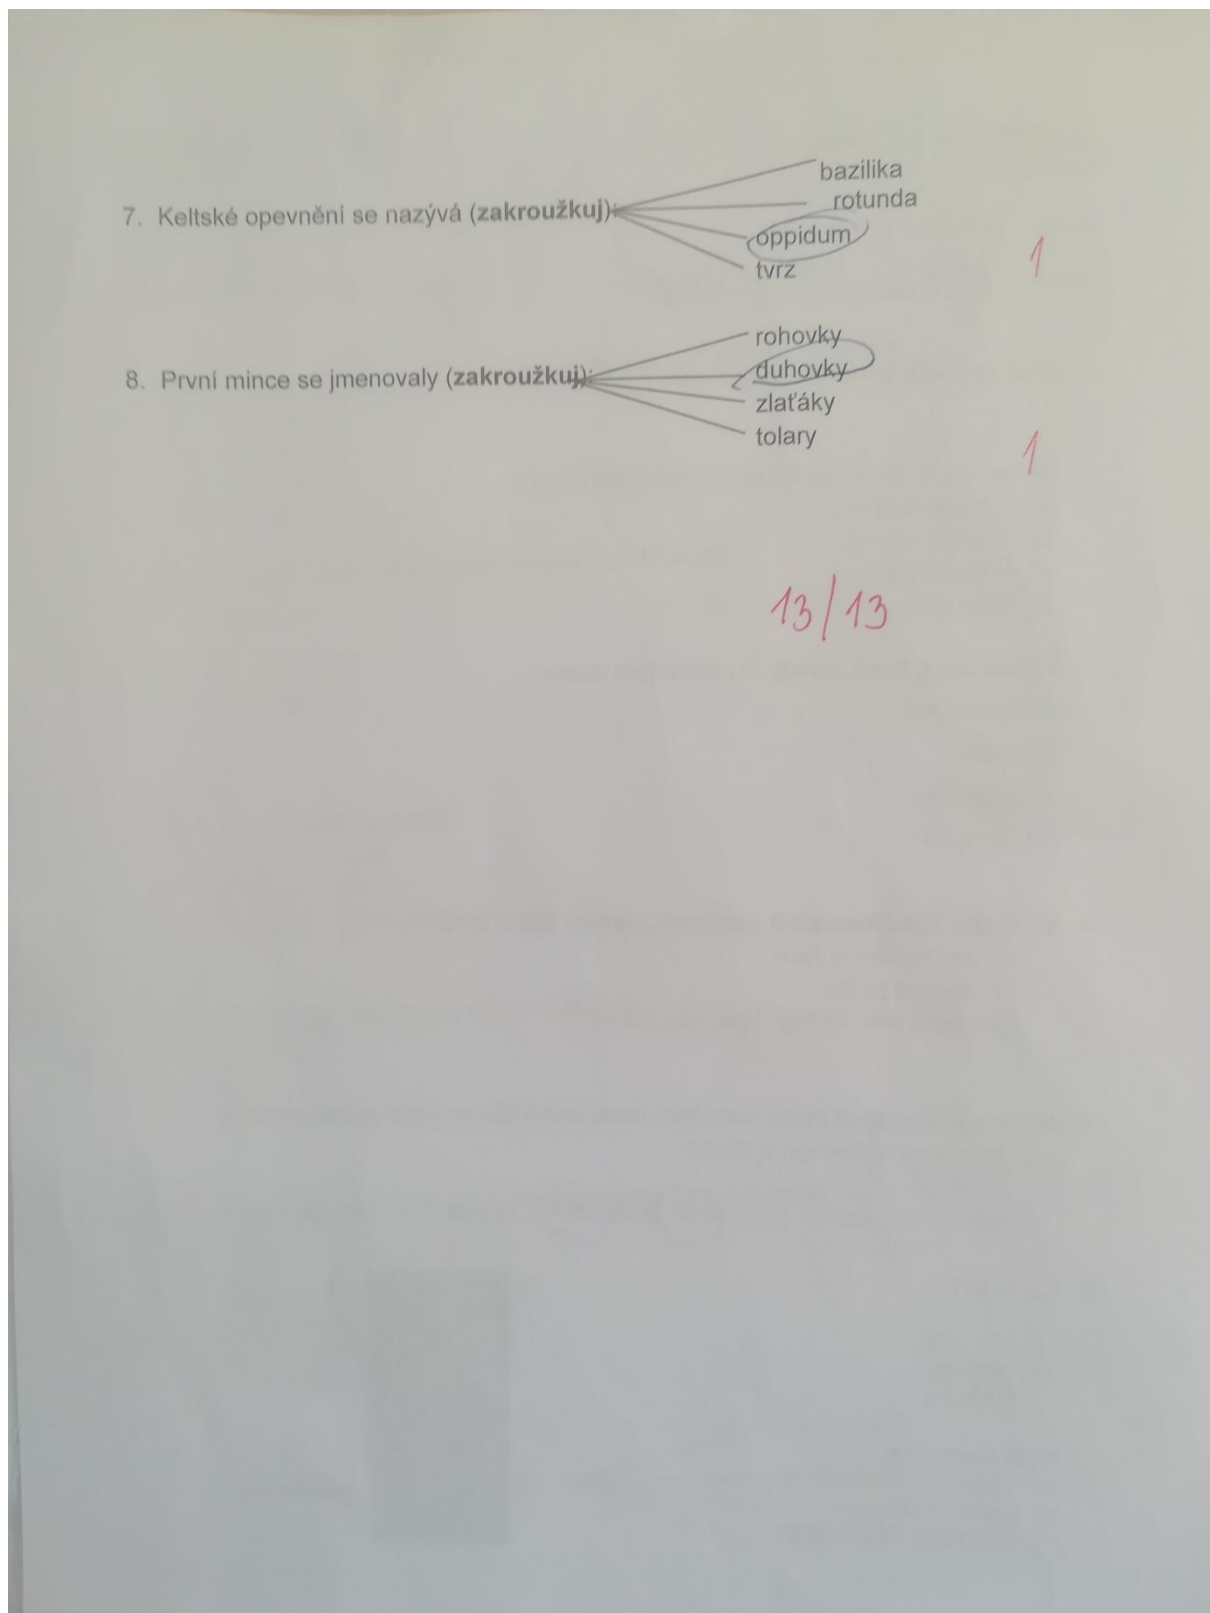 7. Keltské opevnění se nazývá (zakroužkuj):
bazilika
rotunda
oppidum
tvrz
1
8. První mince se jmenovaly (zakroužkuj):
rohovky
duhovky
zlaťáky
tolary
1
13/13